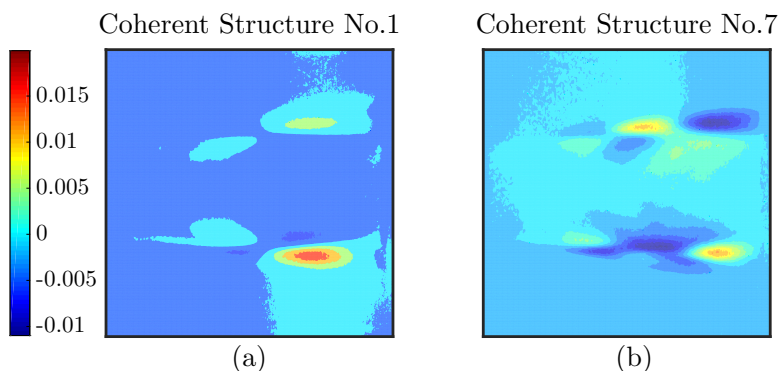 Coherent Structure No.1
Coherent Structure No.7
0.015
0.01
0.005
0
-0.005
-0.01
(a)
(b)